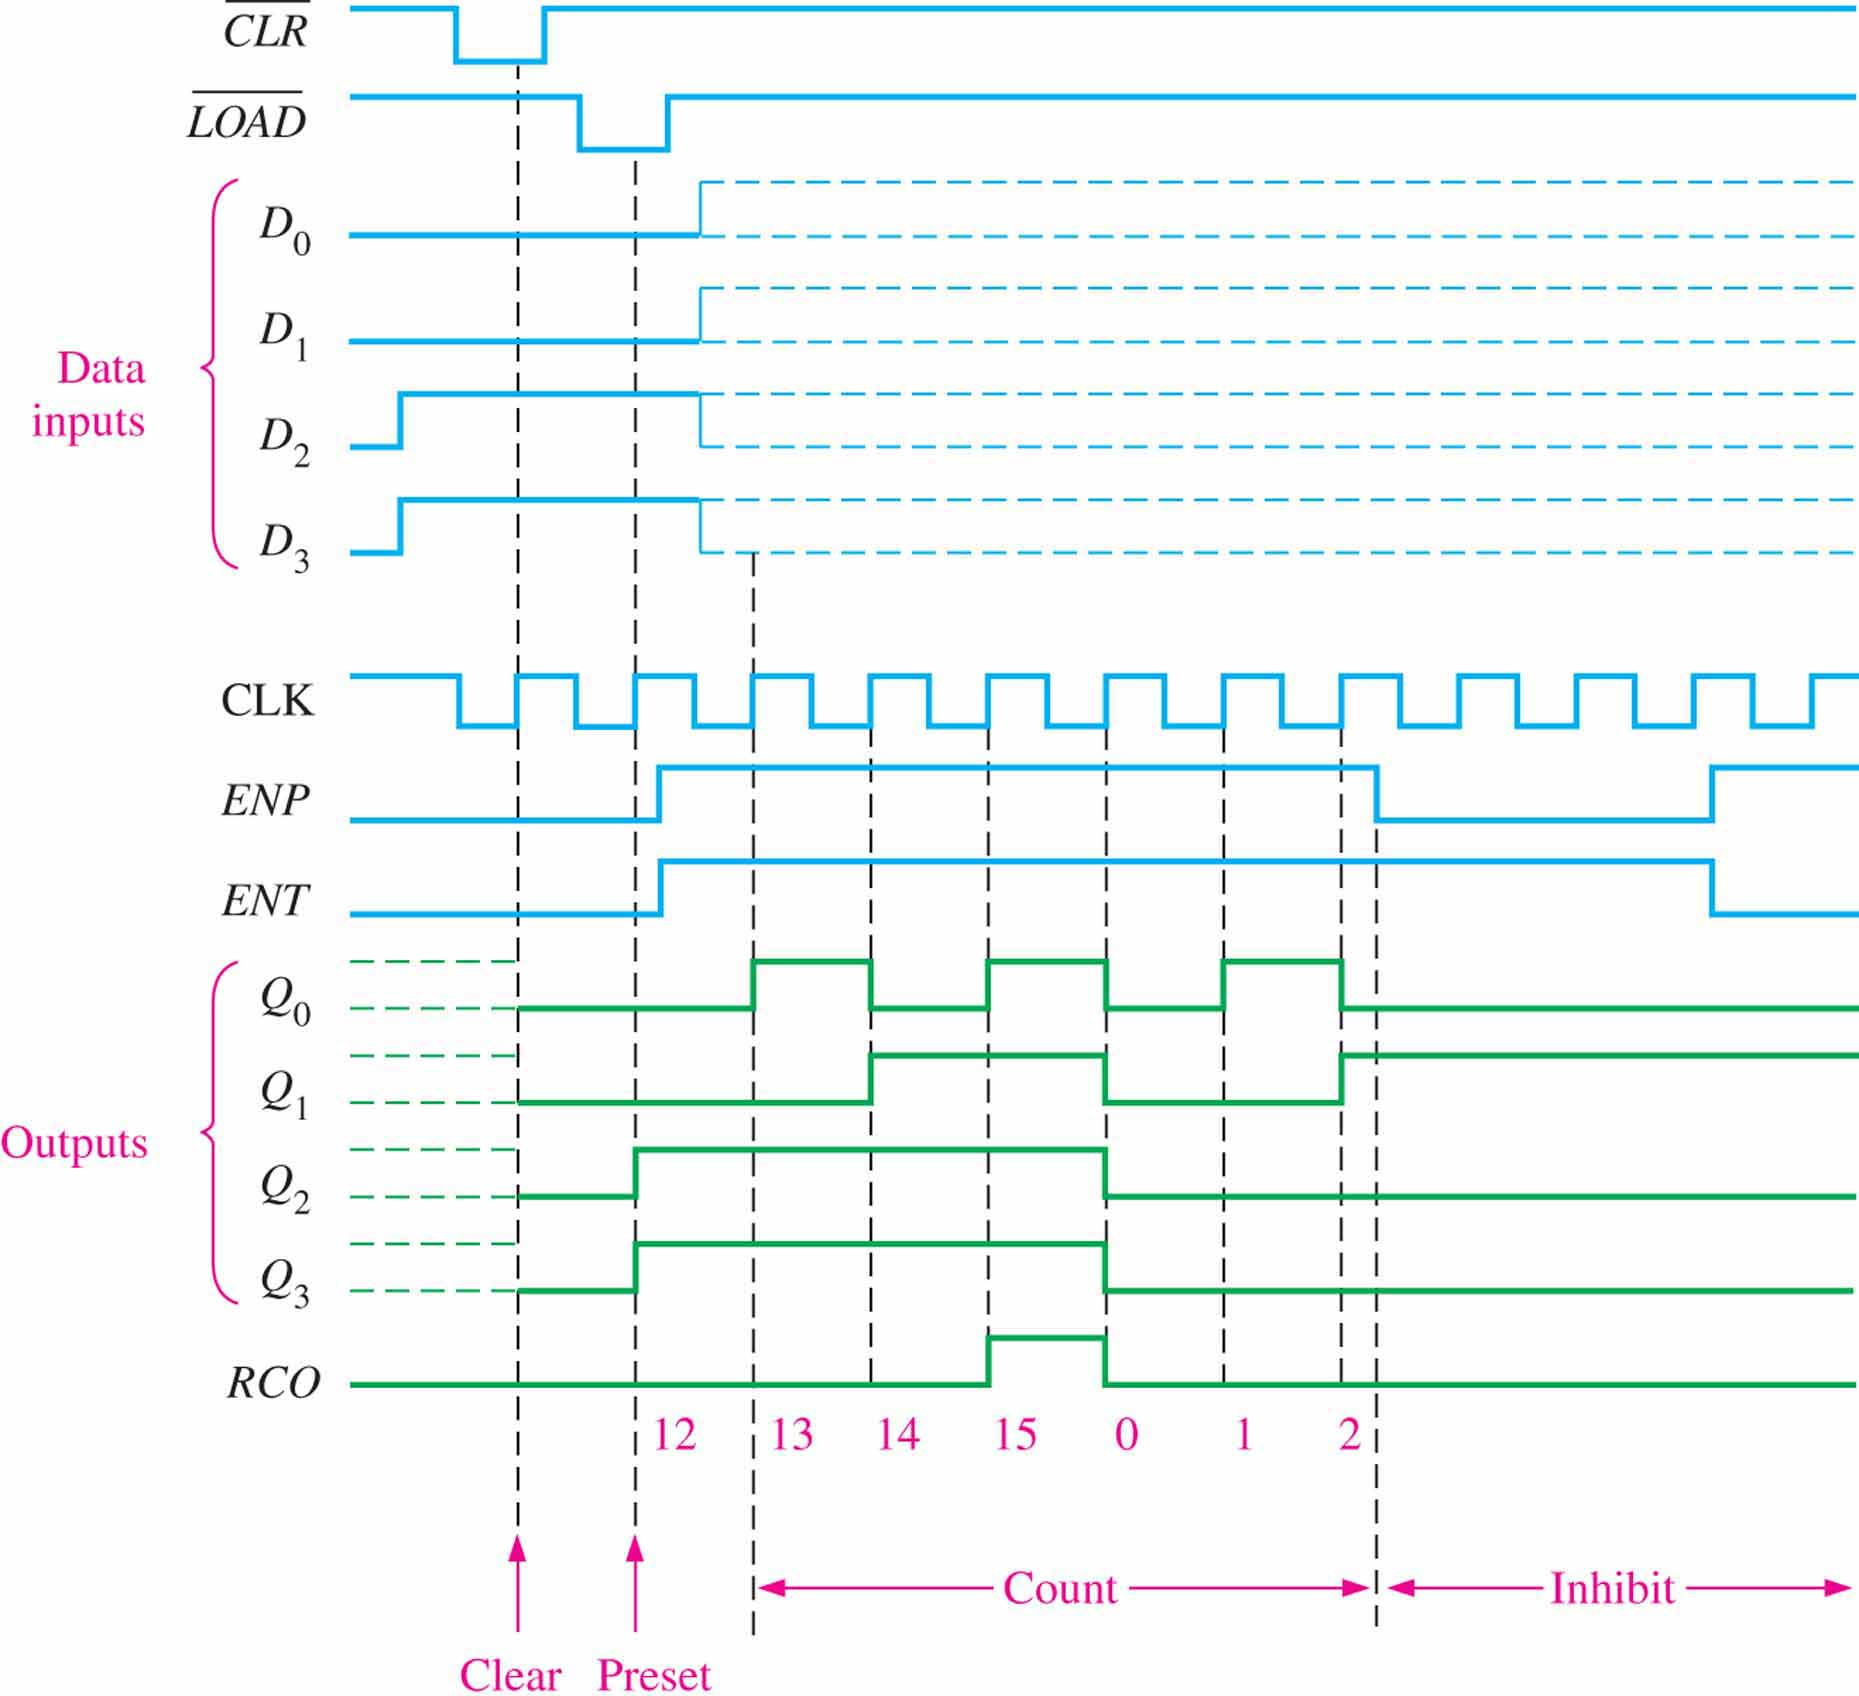 CLR
LOAD
D0
D1
Data
inputs
D2
D3
CLK
ENP
ENT
Q0
Q1
Outputs
Q2
Q3
RCO
12 13 14 15 0 1 2
Count Inhibit
Clear Preset